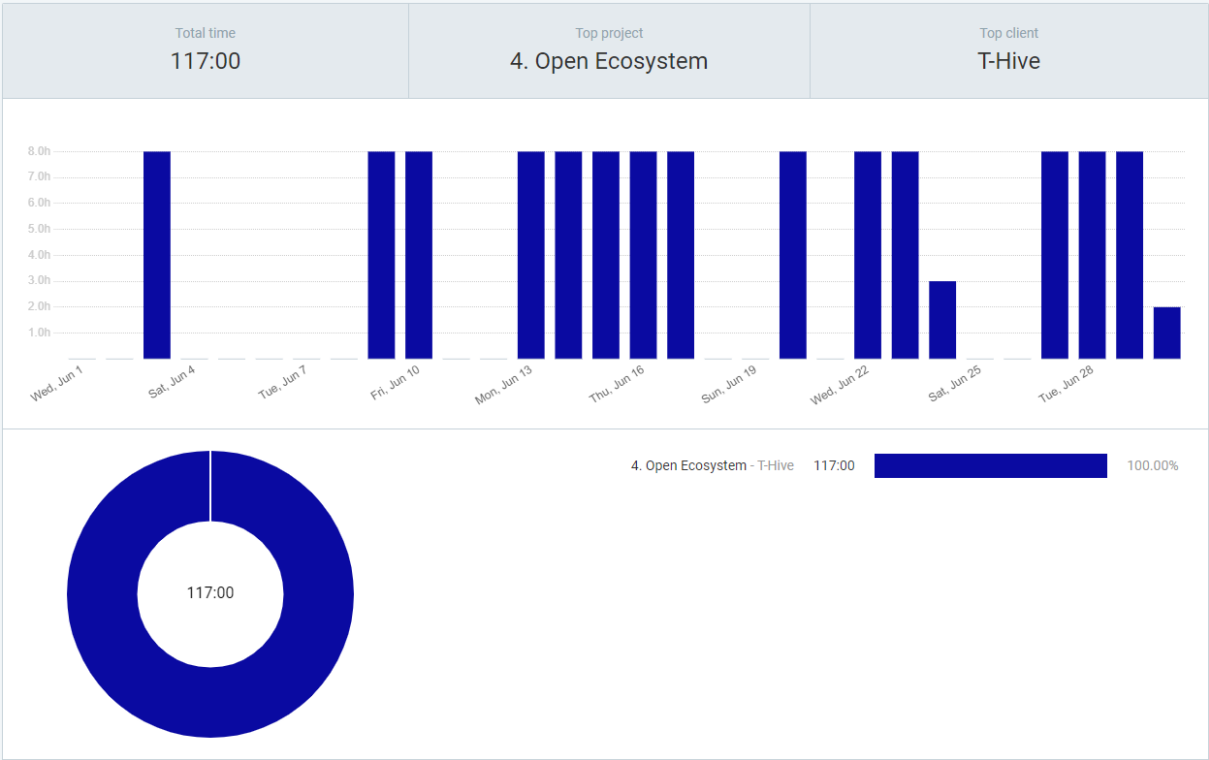 Total time
117:00
Top project
4. Open Ecosystem
Top client
T-Hive
8.0h
7.0h
6.0h
5.0h
4.0h
3.0h
2.0h
1.0h
Wed, Jun 1
Sat, Jun 4
Tue, Jun 7
Fri, Jun 10
Mon, Jun 13
Thu, Jun 16
Sun, Jun 19
Wed, Jun 22
Sat, Jun 25
Tue, Jun 28
4. Open Ecosystem - T-Hive 117:00 100.00%
117:00